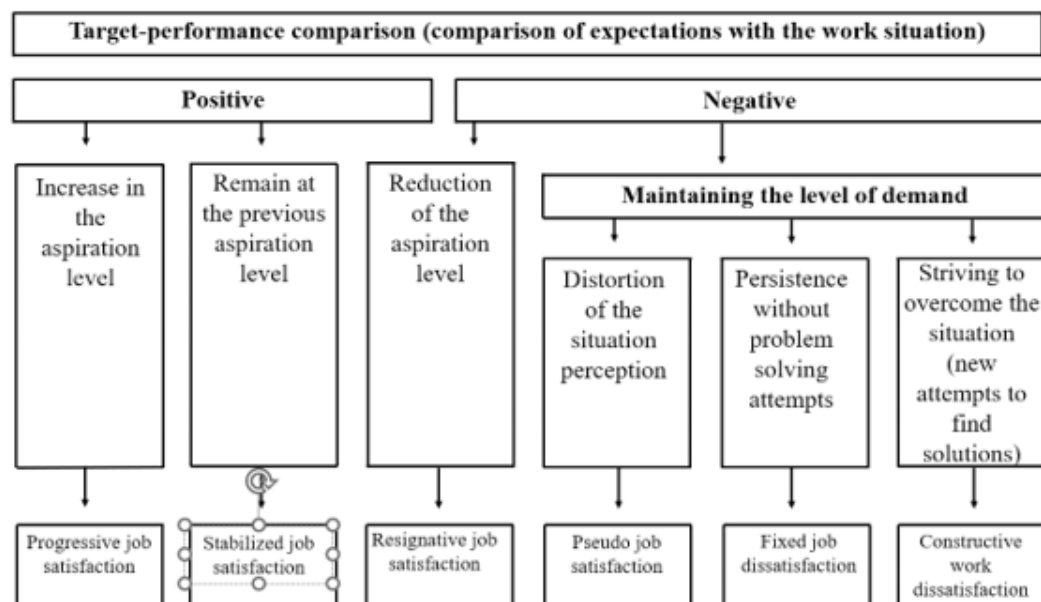 Target-performance comparison (comparison of expectations with the work situation)
Positive
Negative
Increase in
the
aspiration
level
Remain at
the previous
aspiration
level
Reduction
of the
aspiration
level
Maintaining the level of demand
Distortion
of the
situation
perception
Persistence
without
problem
solving
attempts
Striving to
overcome the
situation
(new
attempts to
find
solutions)
Progressive job
satisfaction
Stabilized job
satisfaction
Resignative job
satisfaction
Pseudo job
satisfaction
Fixed job
dissatisfaction
Constructive
work
dissatisfaction